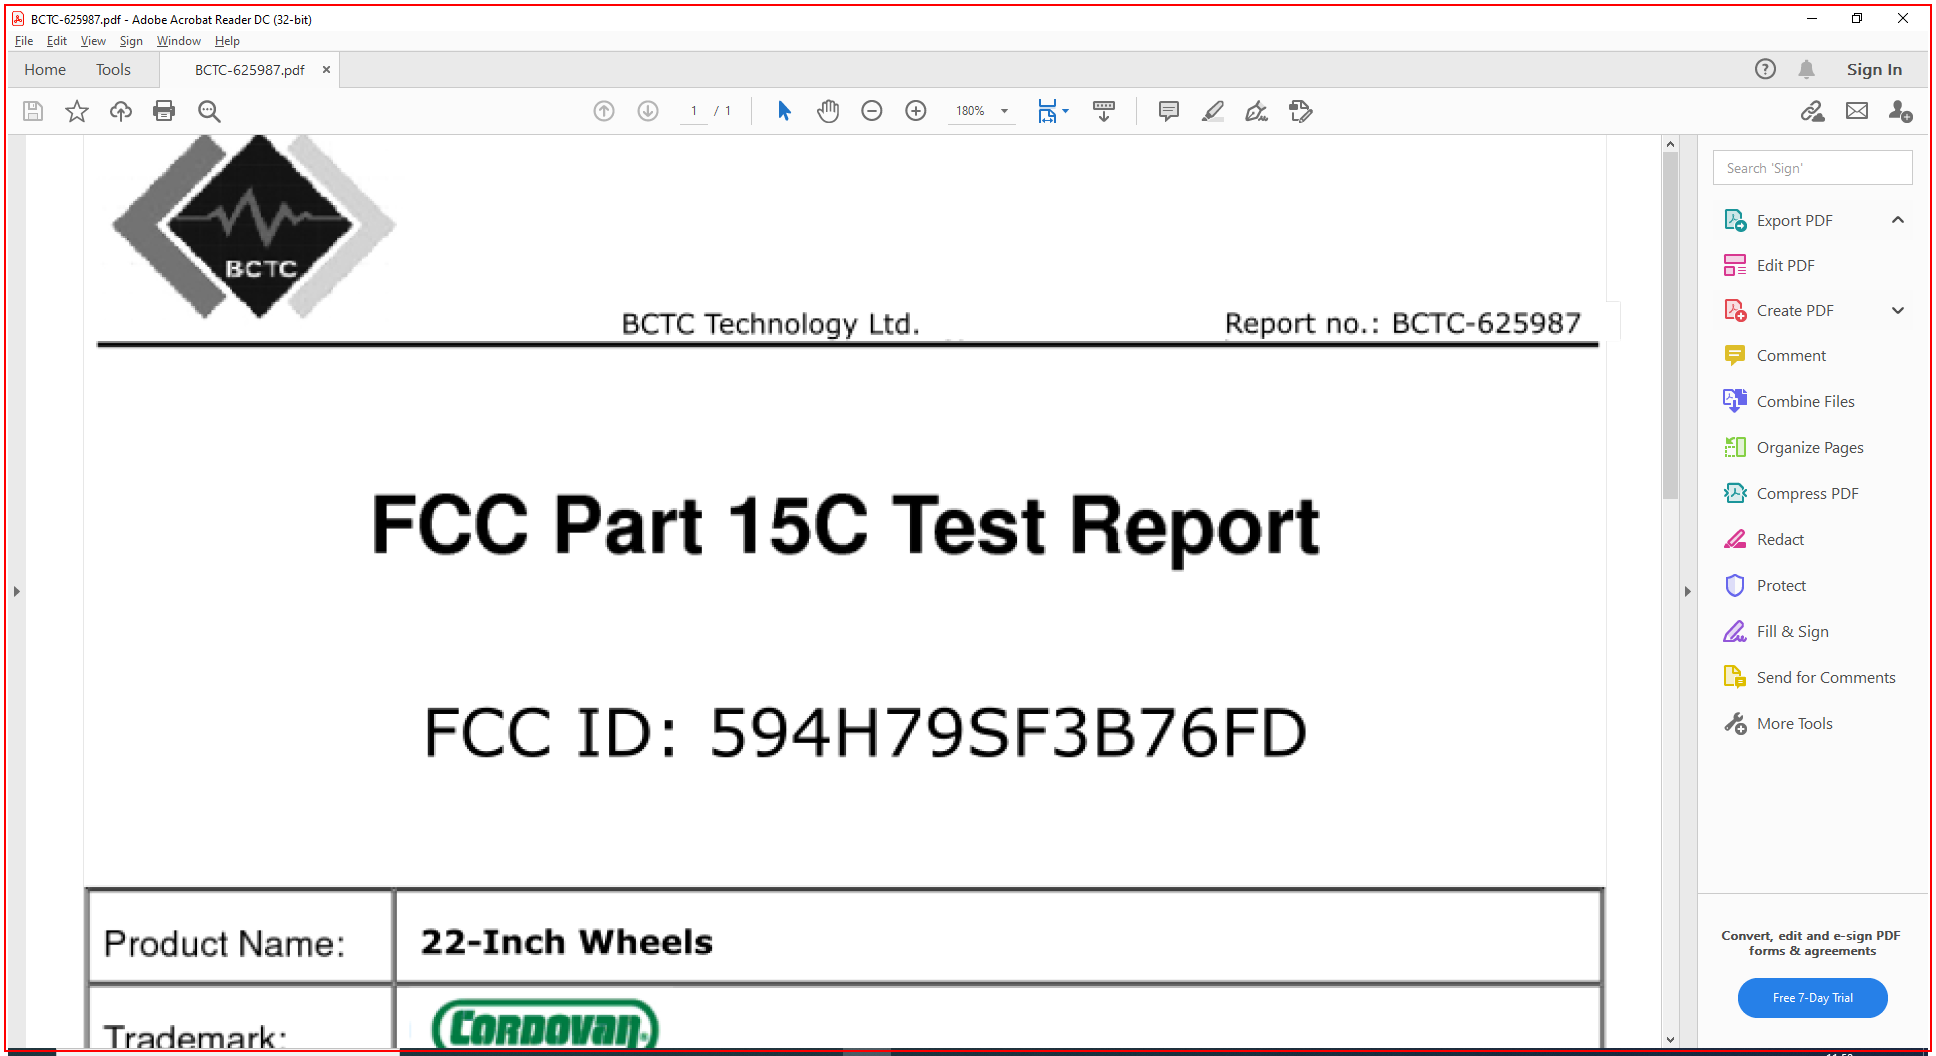 BCTC-625987.pdf - Adobe Acrobat Reader DC (32-bit)
File Edit View Sign Window Help
Home Tools BCTC-625987.pdf × Sign In
1 / 1 180%
BCTC
BCTC Technology Ltd. Report no.: BCTC-625987
FCC Part 15C Test Report
FCC ID: 594H79SF3B76FD
Product Name: 22-Inch Wheels
Trademark: CORDOVAN
Search 'Sign'
Export PDF
Edit PDF
Create PDF
Comment
Combine Files
Organize Pages
Compress PDF
Redact
Protect
Fill & Sign
Send for Comments
More Tools
Convert, edit and e-sign PDF
forms & agreements
Free 7-Day Trial